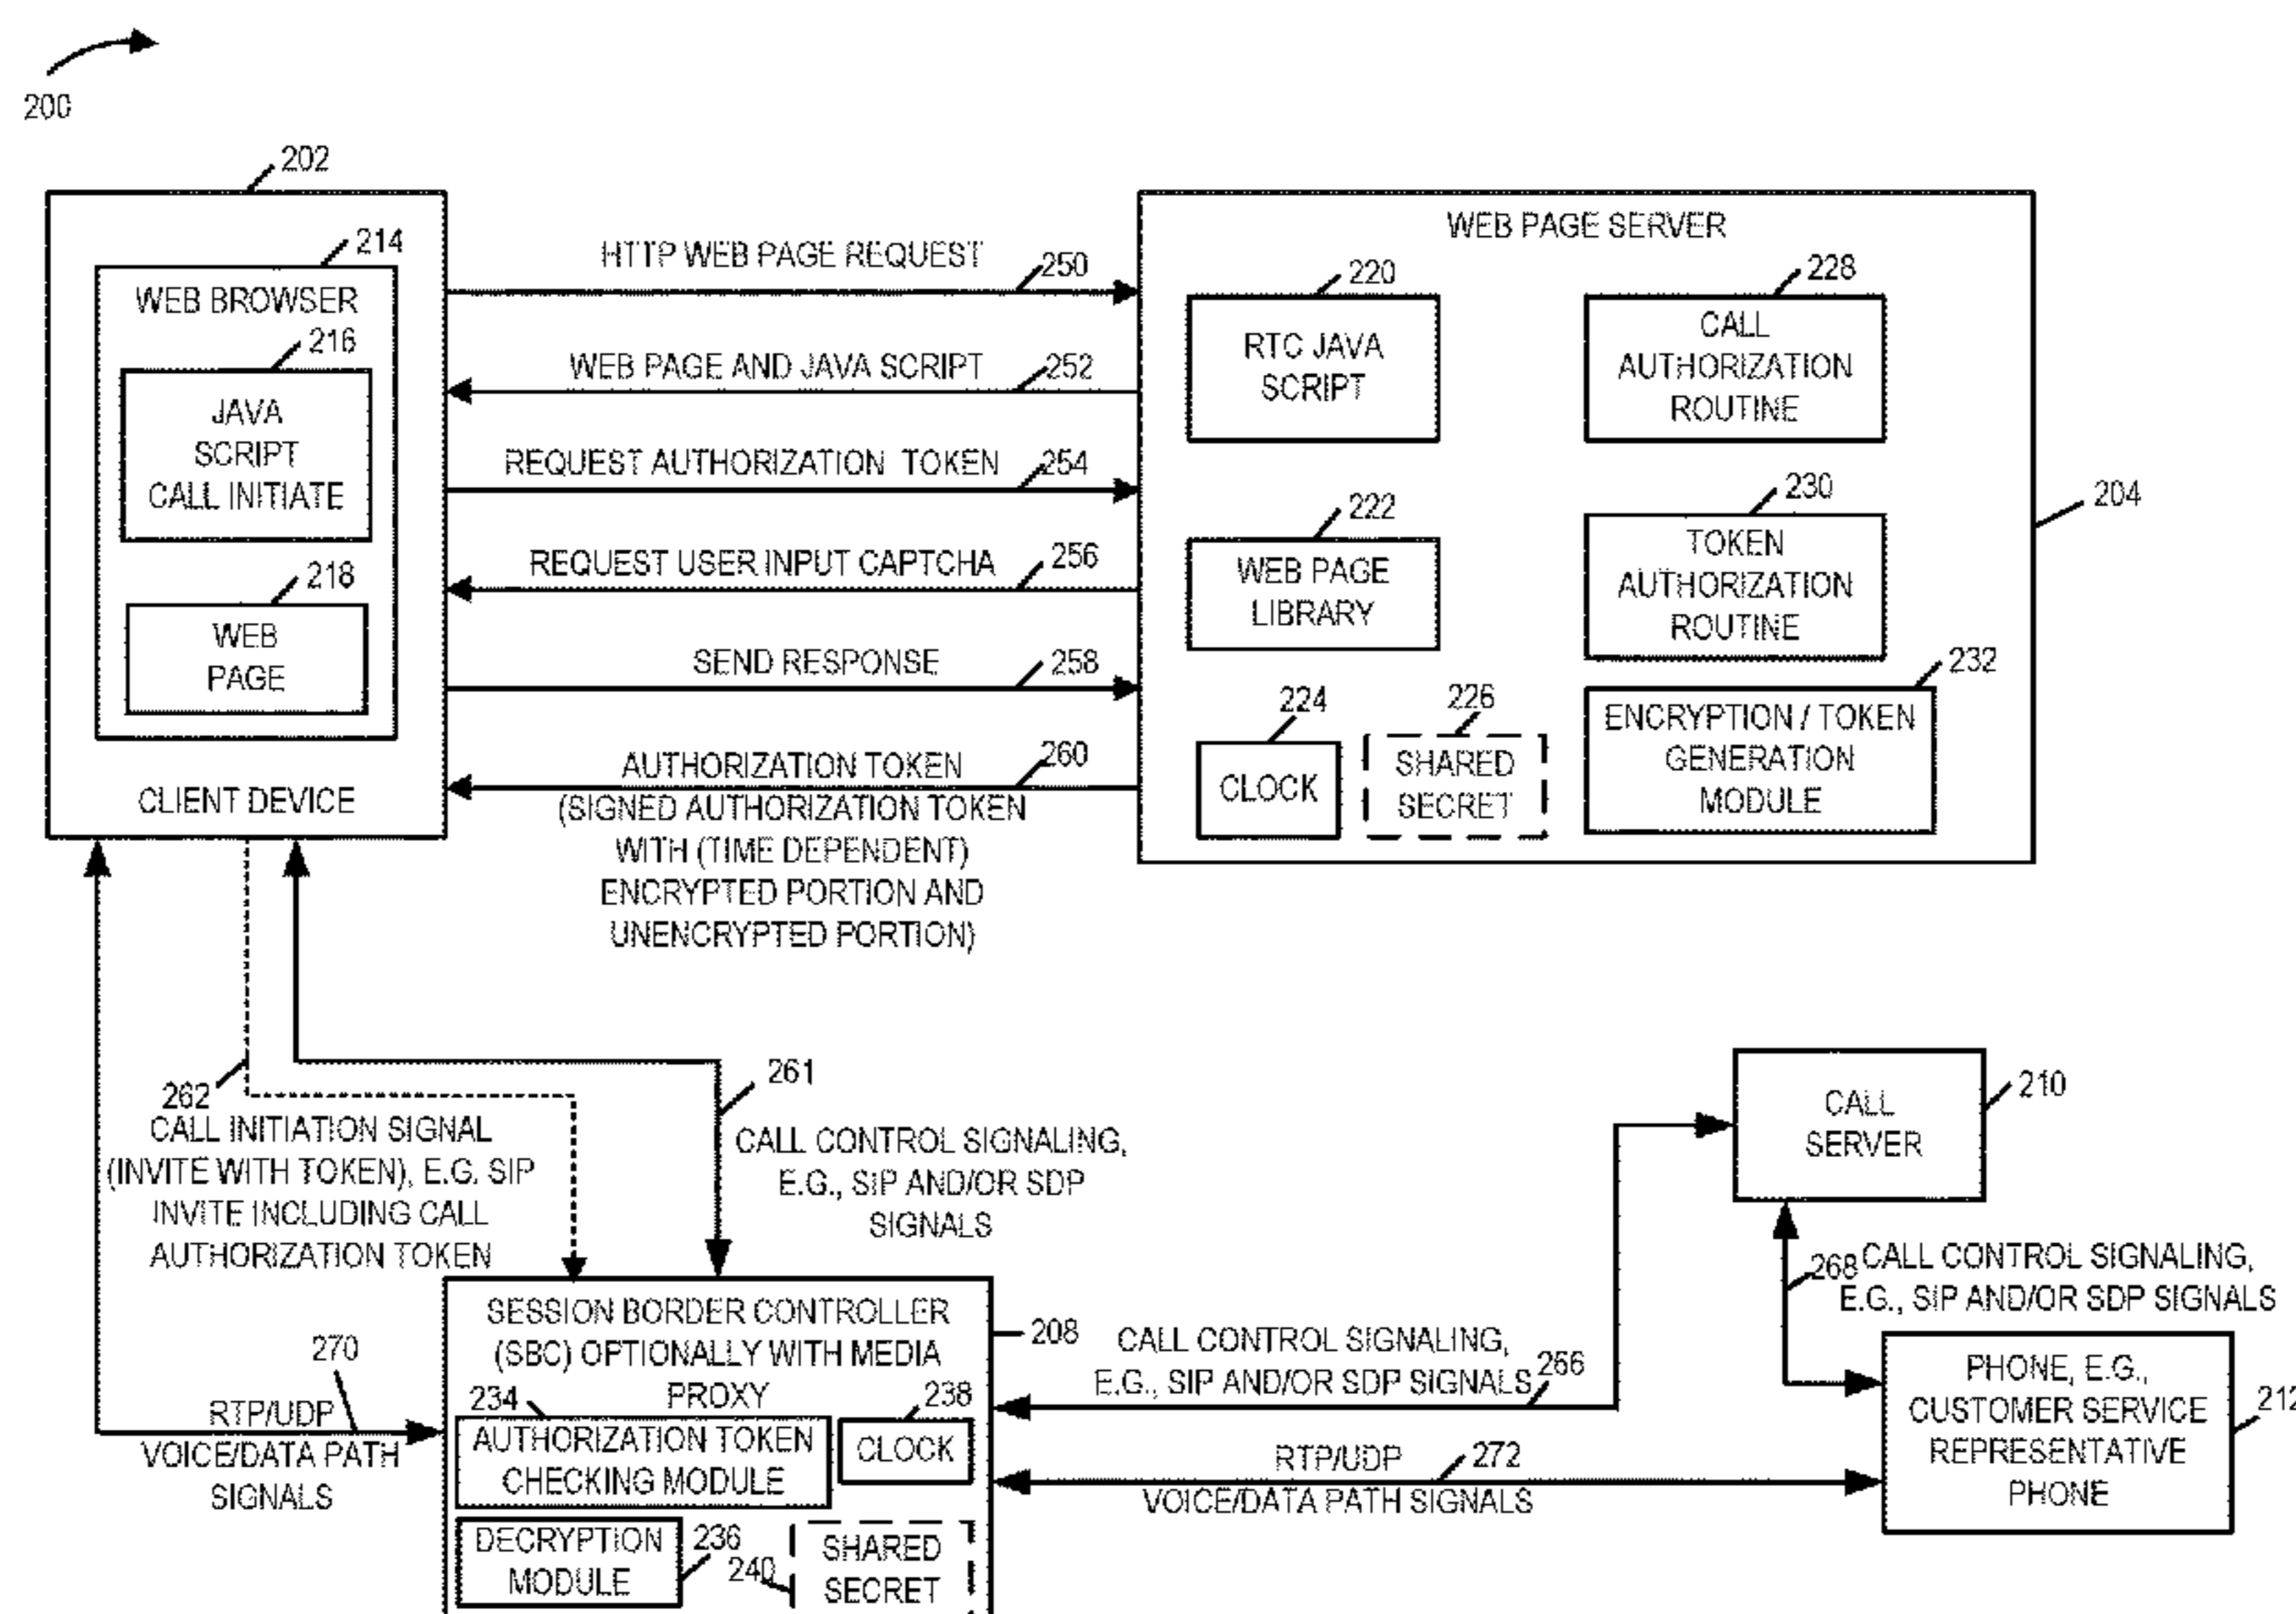 200
202
214
WEB BROWSER
216
JAVA
SCRIPT
CALL INITIATE
218
WEB
PAGE
CLIENT DEVICE
HTTP WEB PAGE REQUEST
250
WEB PAGE AND JAVA SCRIPT
252
REQUEST AUTHORIZATION TOKEN
254
REQUEST USER INPUT CAPTCHA
256
SEND RESPONSE
258
AUTHORIZATION TOKEN
260
(SIGNED AUTHORIZATION TOKEN
WITH (TIME DEPENDENT)
ENCRYPTED PORTION AND
UNENCRYPTED PORTION)
WEB PAGE SERVER
204
220
RTC JAVA
SCRIPT
228
CALL
AUTHORIZATION
ROUTINE
222
WEB PAGE
LIBRARY
230
TOKEN
AUTHORIZATION
ROUTINE
224
CLOCK
226
SHARED
SECRET
232
ENCRYPTION / TOKEN
GENERATION
MODULE
262
CALL INITIATION SIGNAL
(INVITE WITH TOKEN), E.G. SIP
INVITE INCLUDING CALL
AUTHORIZATION TOKEN
261
CALL CONTROL SIGNALING,
E.G., SIP AND/OR SDP
SIGNALS
CALL
SERVER
210
268
CALL CONTROL SIGNALING,
E.G., SIP AND/OR SDP SIGNALS
270
RTP/UDP
VOICE/DATA PATH
SIGNALS
SESSION BORDER CONTROLLER
(SBC) OPTIONALLY WITH MEDIA
PROXY
208
234
AUTHORIZATION TOKEN
CHECKING MODULE
238
CLOCK
DECRYPTION
MODULE
236
240
SHARED
SECRET
CALL CONTROL SIGNALING,
E.G., SIP AND/OR SDP SIGNALS
266
RTP/UDP
272
VOICE/DATA PATH SIGNALS
PHONE, E.G.,
CUSTOMER SERVICE
REPRESENTATIVE
PHONE
212